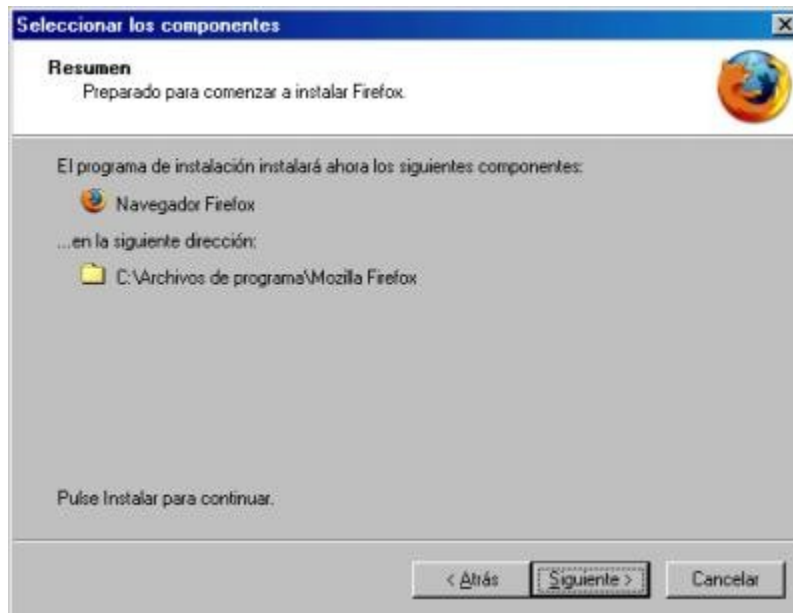 Seleccionar los componentes
Resumen
Preparado para comenzar a instalar Firefox.
El programa de instalación instalará ahora los siguientes componentes:
Navegador Firefox
...en la siguiente dirección:
C:\Archivos de programa\Mozilla Firefox
Pulse Instalar para continuar.
< Atrás
Siguiente >
Cancelar